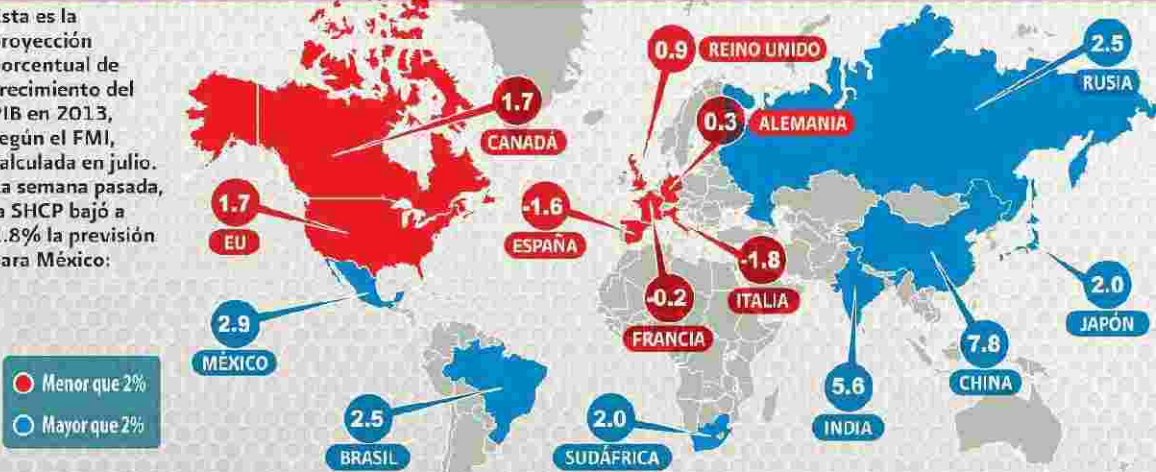 sta es la
royección
orcentual de
recimiento del
PIB en 2013,
egún el FMI,
alculada en julio.
a semana pasada,
a SHCP bajó a
.8% la previsión
ara México:
1.7
CANADÁ
1.7
EU
2.9
MÉXICO
2.5
BRASIL
0.9 REINO UNIDO
0.3 ALEMANIA
-1.6
ESPAÑA
-0.2
FRANCIA
-1.8
ITALIA
2.0
SUDÁFRICA
2.5
RUSIA
5.6
INDIA
7.8
CHINA
2.0
JAPÓN
Menor que 2%
Mayor que 2%